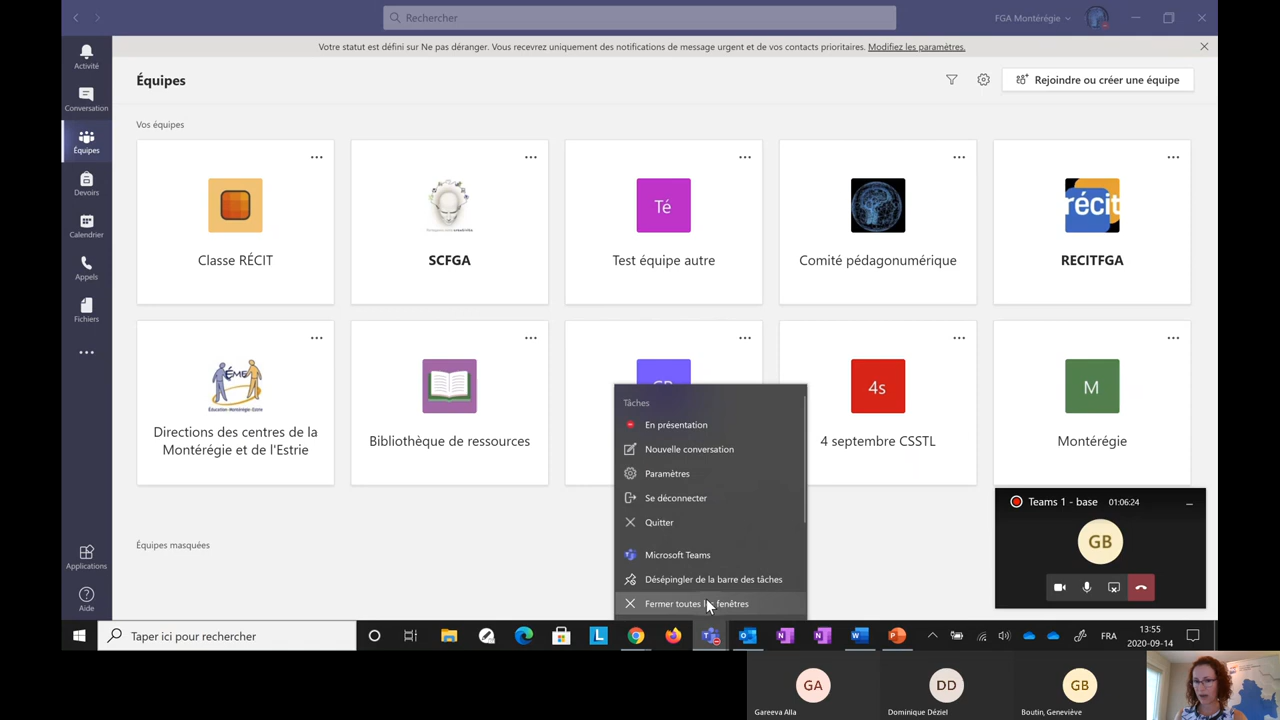 Rechercher
FGA Montérégie
Votre statut est défini sur Ne pas déranger. Vous recevrez uniquement des notifications de message urgent et de vos contacts prioritaires. Modifiez les paramètres.
Activité
Conversation
Équipes
Devoirs
Calendrier
Appels
Fichiers
Applications
Aide
Équipes
Rejoindre ou créer une équipe
Vos équipes
Classe RÉCIT
SCFGA
Té
Test équipe autre
Comité pédagonumérique
récit
RECITFGA
ÉME
Éducation-Montérégie-Estrie
Directions des centres de la
Montérégie et de l'Estrie
Bibliothèque de ressources
4s
4 septembre CSSTL
M
Montérégie
Équipes masquées
Tâches
En présentation
Nouvelle conversation
Paramètres
Se déconnecter
Quitter
Microsoft Teams
Désépingler de la barre des tâches
Fermer toutes les fenêtres
Teams 1 - base
01:06:24
GB
Taper ici pour rechercher
L
FRA
13:55
2020-09-14
GA
Gareeva Alla
DD
Dominique Déziel
GB
Boutin, Geneviève